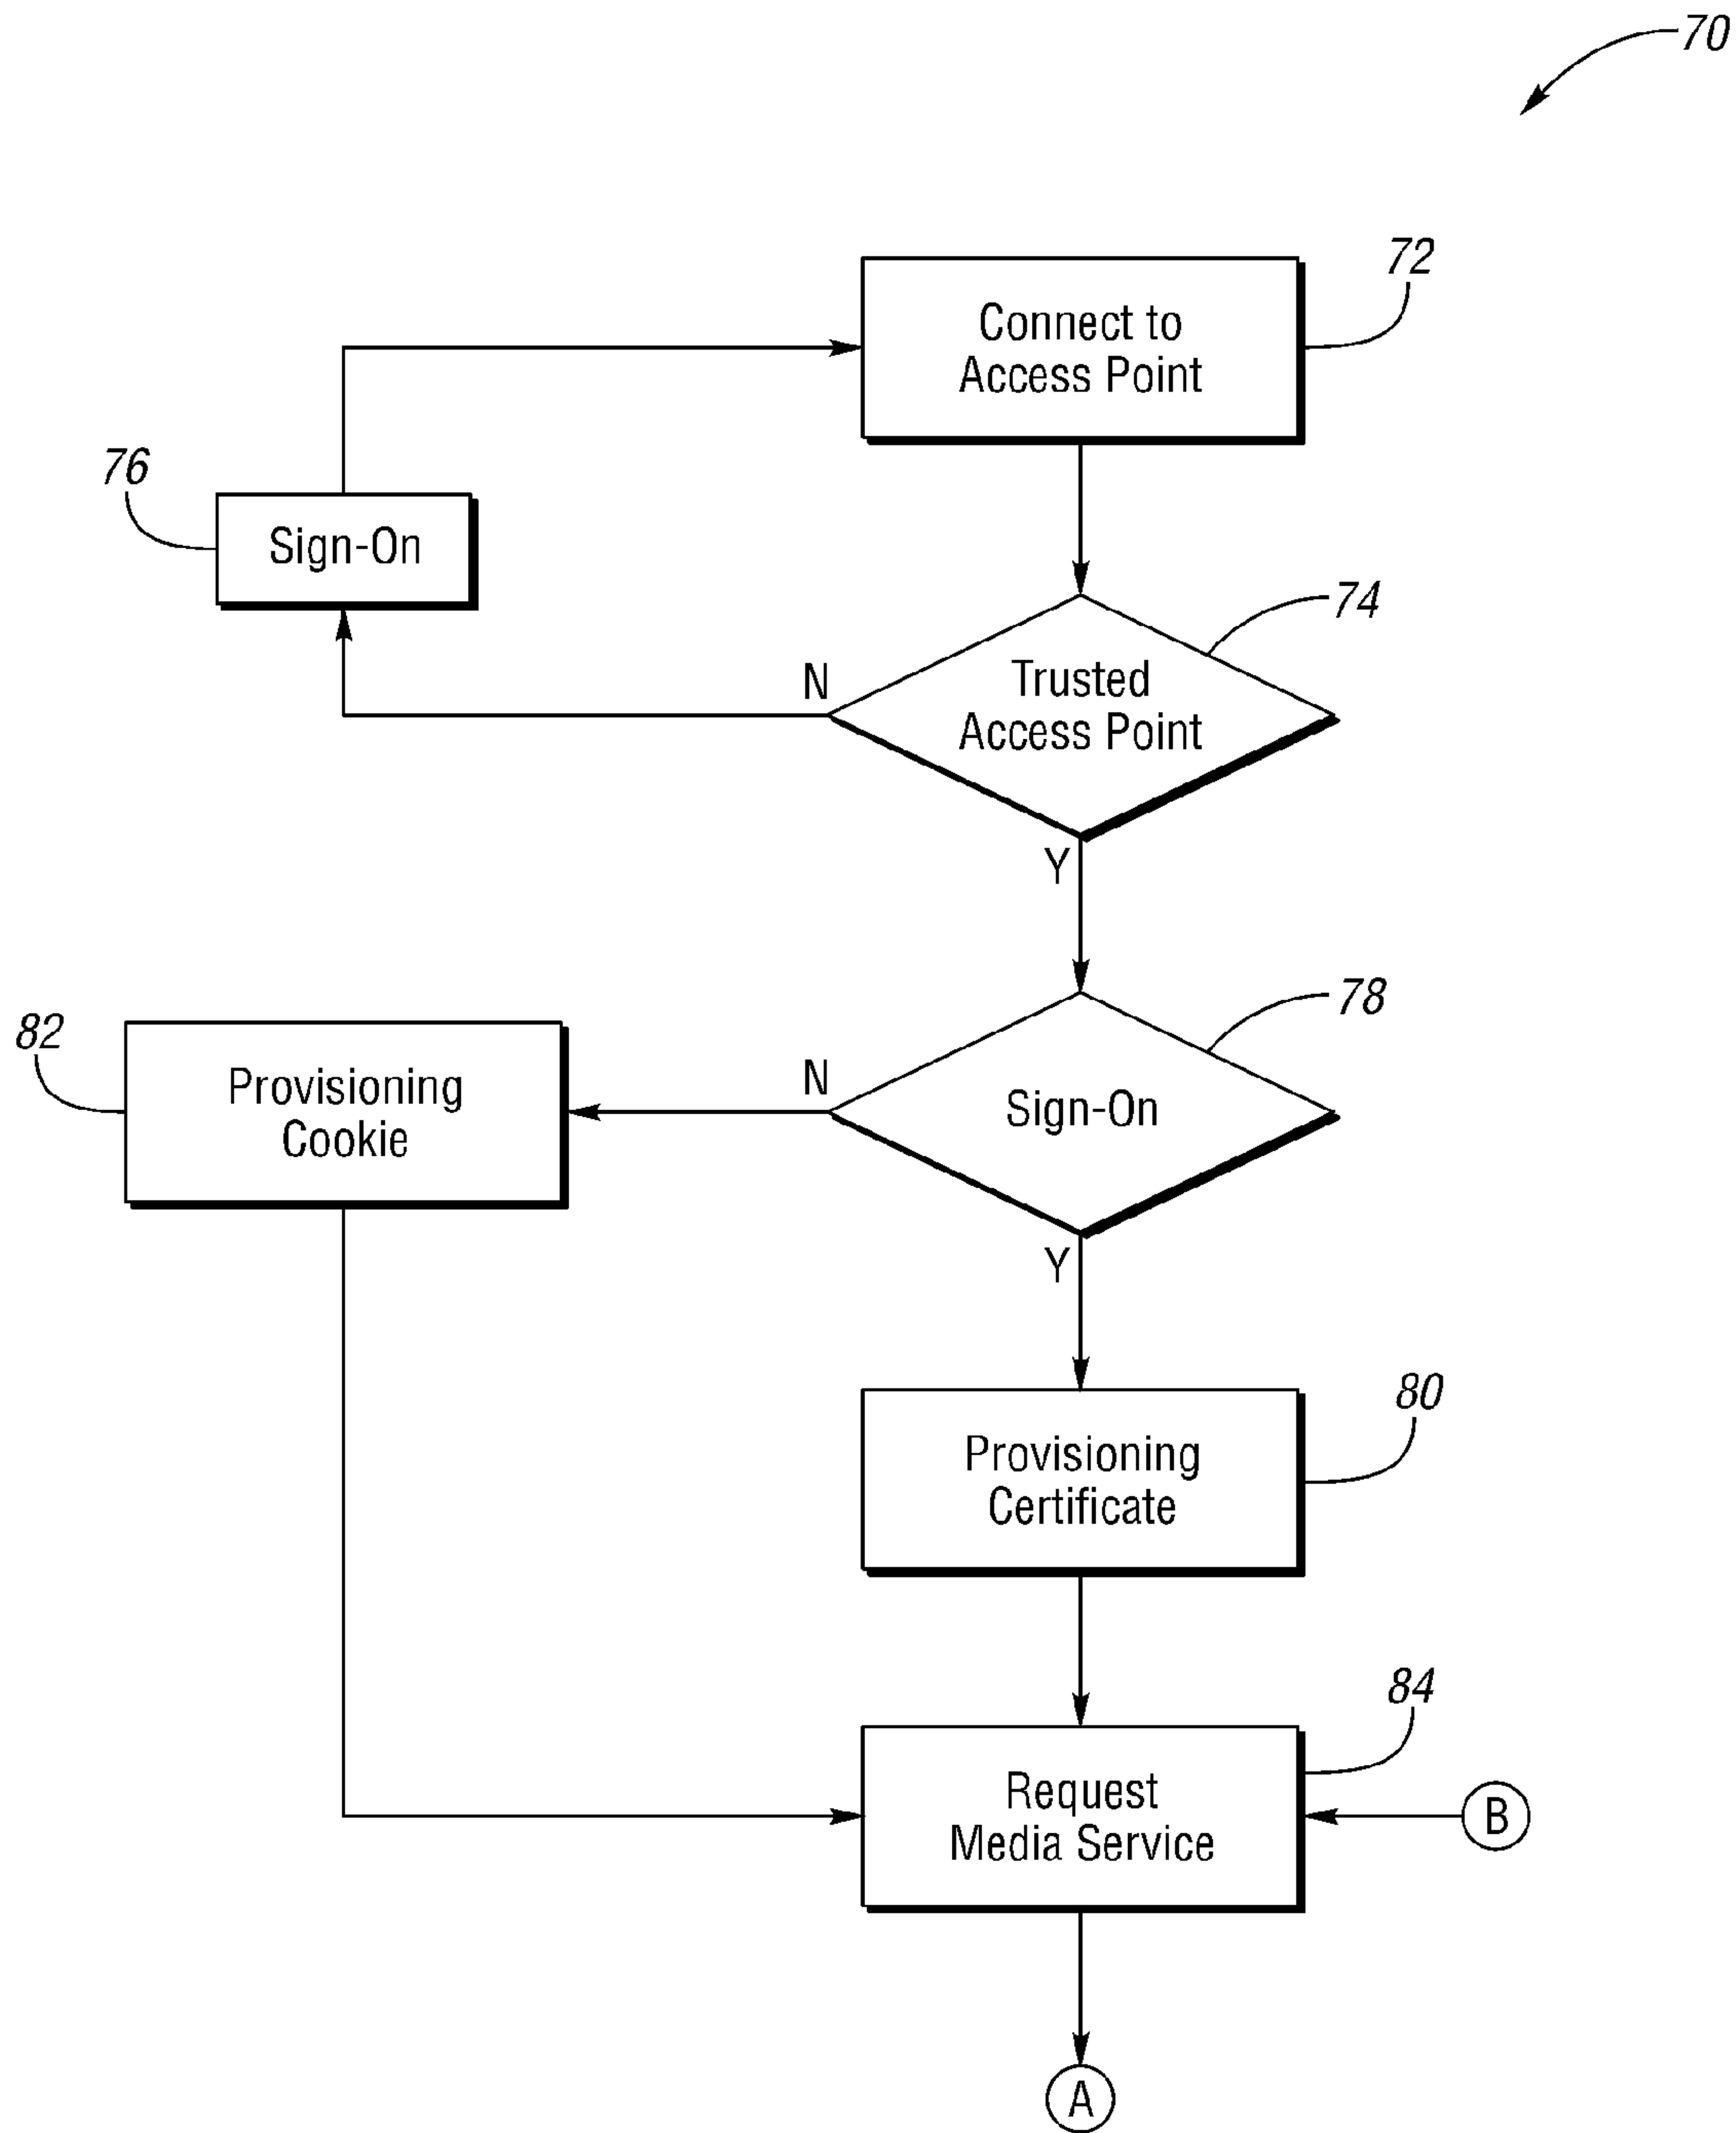 70
72
Connect to
Access Point
76
Sign-On
74
Trusted
Access Point
N
Y
78
82
Provisioning
Cookie
N
Sign-On
Y
80
Provisioning
Certificate
84
Request
Media Service
B
A